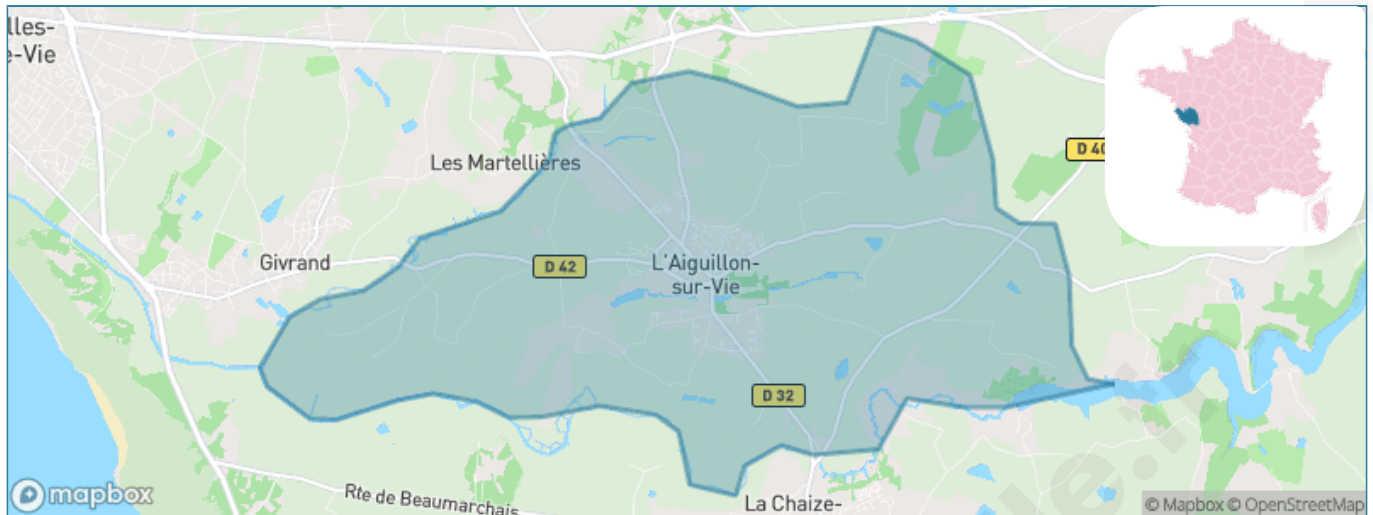 lles-
e-Vie
Les Martellières
D 40
Givrand
D 42
L'Aiguillon-
sur-Vie
D 32
Rte de Beaumarchais
La Chaize-
mapbox
© Mapbox © OpenStreetMap